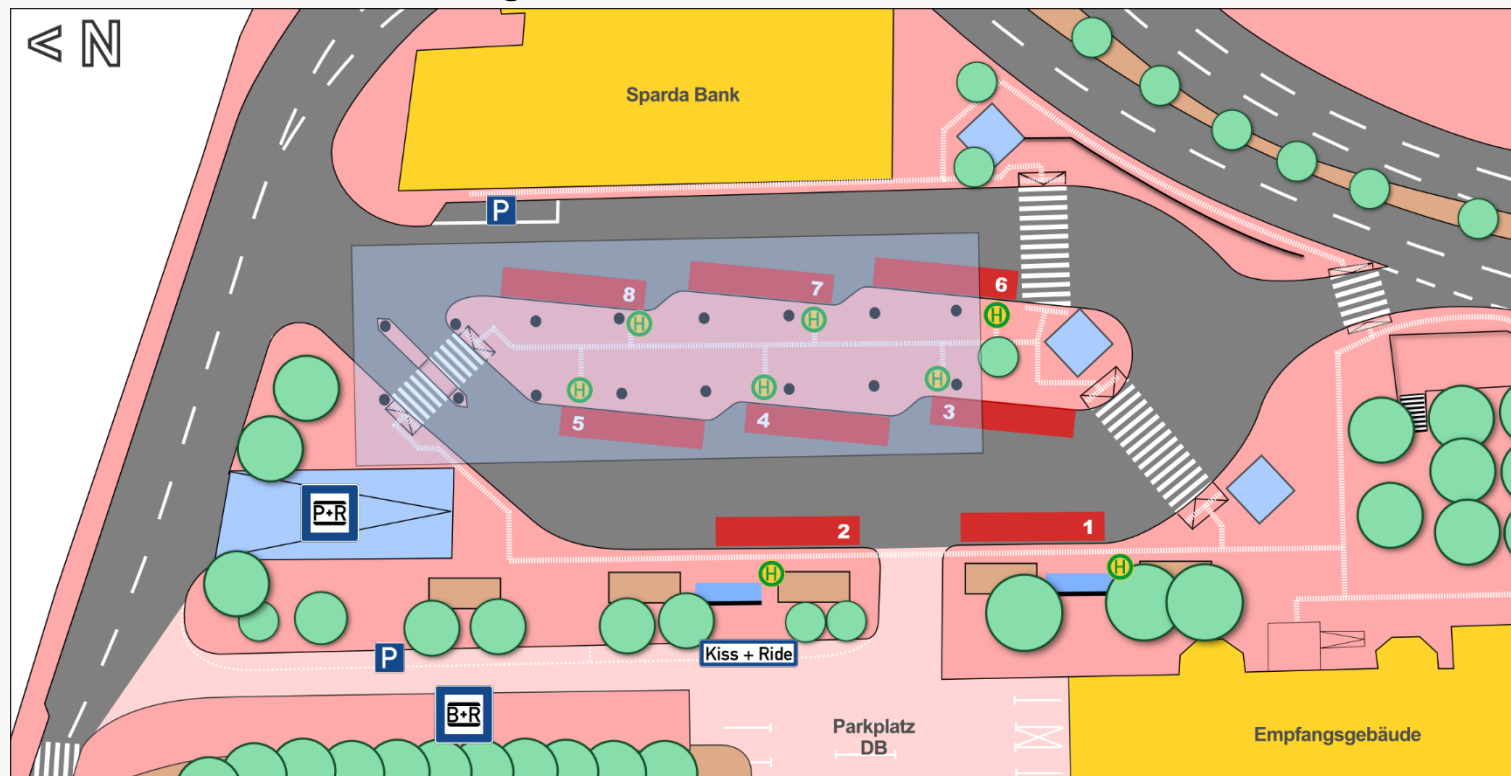 < N
Sparda Bank
P
6
7
8
H
H
H
H
H
H
3
4
5
P+R
2
1
H
H
Kiss + Ride
P
B+R
Parkplatz
DB
Empfangsgebäude